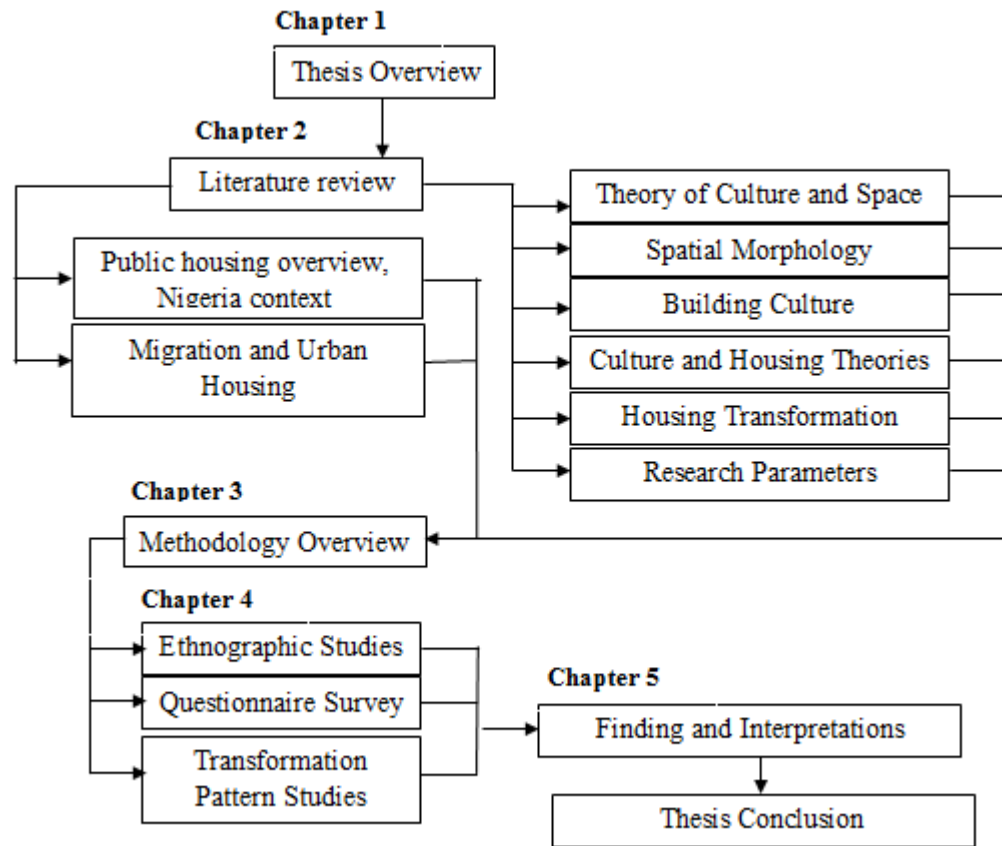 Chapter 1
Thesis Overview
Chapter 2
Literature review
Public housing overview,
Nigeria context
Migration and Urban
Housing
Theory of Culture and Space
Spatial Morphology
Building Culture
Culture and Housing Theories
Housing Transformation
Research Parameters
Chapter 3
Methodology Overview
Chapter 4
Ethnographic Studies
Questionnaire Survey
Transformation
Pattern Studies
Chapter 5
Finding and Interpretations
Thesis Conclusion